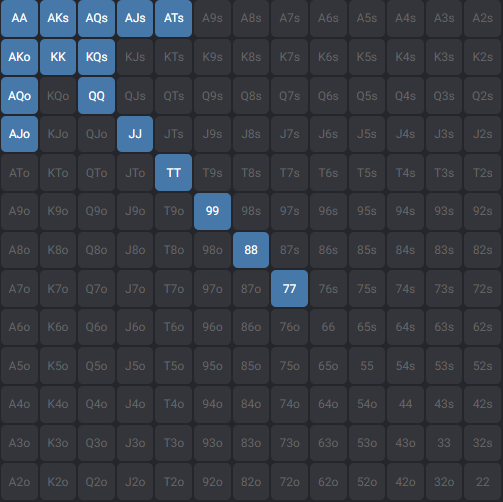 AA AKs AQs AJs ATs A9s A8s A7s A6s A5s A4s A3s A2s
AKo KK KQs KJs KTs K9s K8s K7s K6s K5s K4s K3s K2s
AQo KQo QQ QJs QTs Q9s Q8s Q7s Q6s Q5s Q4s Q3s Q2s
AJo KJo QJo JJ JTs J9s J8s J7s J6s J5s J4s J3s J2s
ATo KTo QTo JTo TT T9s T8s T7s T6s T5s T4s T3s T2s
A9o K9o Q9o J9o T9o 99 98s 97s 96s 95s 94s 93s 92s
A8o K8o Q8o J8o T8o 98o 88 87s 86s 85s 84s 83s 82s
A7o K7o Q7o J7o T7o 97o 87o 77 76s 75s 74s 73s 72s
A6o K6o Q6o J6o T6o 96o 86o 76o 66 65s 64s 63s 62s
A5o K5o Q5o J5o T5o 95o 85o 75o 65o 55 54s 53s 52s
A4o K4o Q4o J4o T4o 94o 84o 74o 64o 54o 44 43s 42s
A3o K3o Q3o J3o T3o 93o 83o 73o 63o 53o 43o 33 32s
A2o K2o Q2o J2o T2o 92o 82o 72o 62o 52o 42o 32o 22